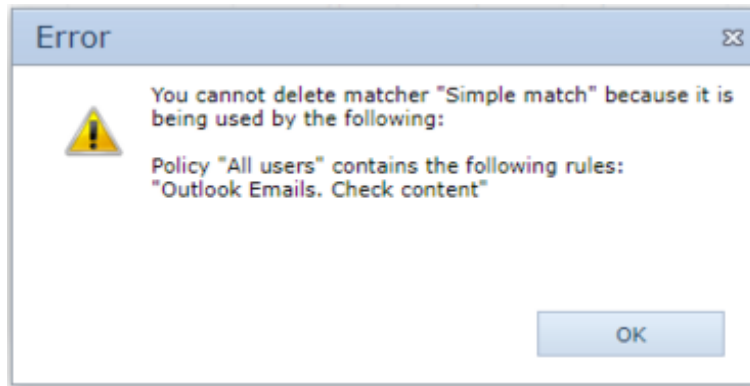 Error
You cannot delete matcher "Simple match" because it is
being used by the following:
Policy "All users" contains the following rules:
"Outlook Emails. Check content"
OK